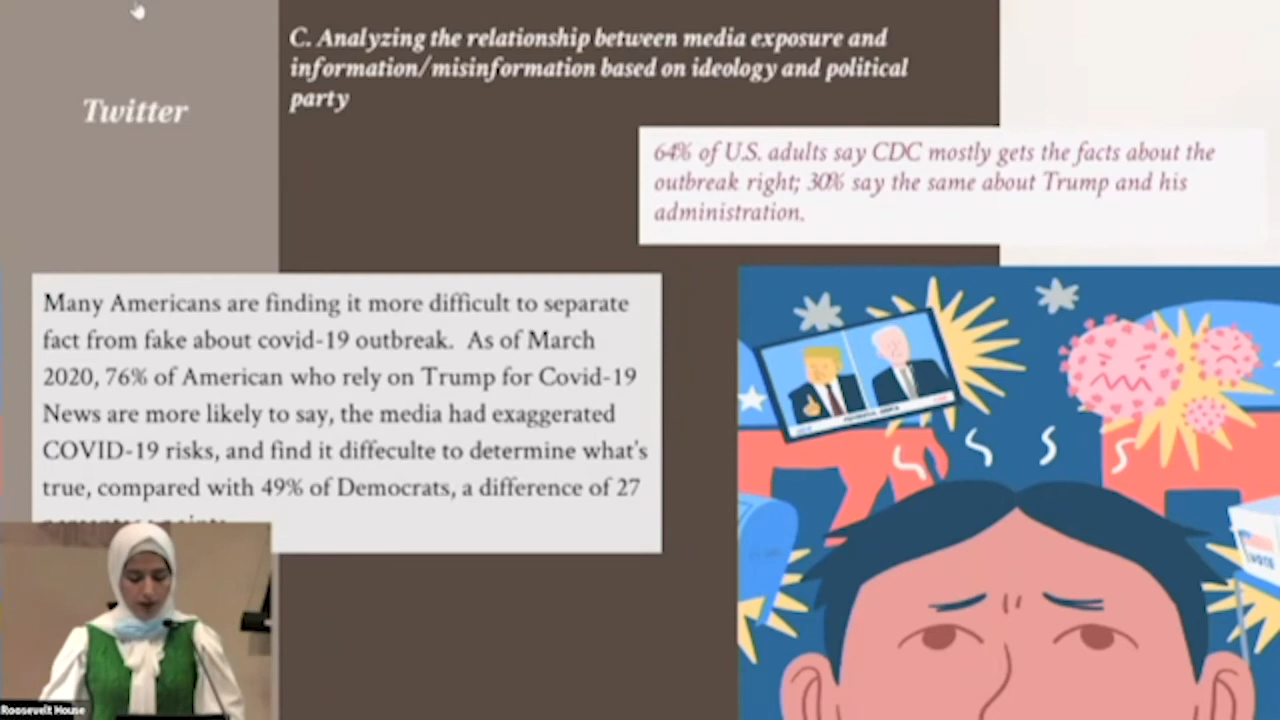 C. Analyzing the relationship between media exposure and
information/misinformation based on ideology and political
party
Twitter
64% of U.S. adults say CDC mostly gets the facts about the
outbreak right; 30% say the same about Trump and his
administration.
Many Americans are finding it more difficult to separate
fact from fake about covid-19 outbreak. As of March
2020, 76% of American who rely on Trump for Covid-19
News are more likely to say, the media had exaggerated
COVID-19 risks, and find it diffeculte to determine what's
true, compared with 49% of Democrats, a difference of 27
VOTE
Roosevelt House